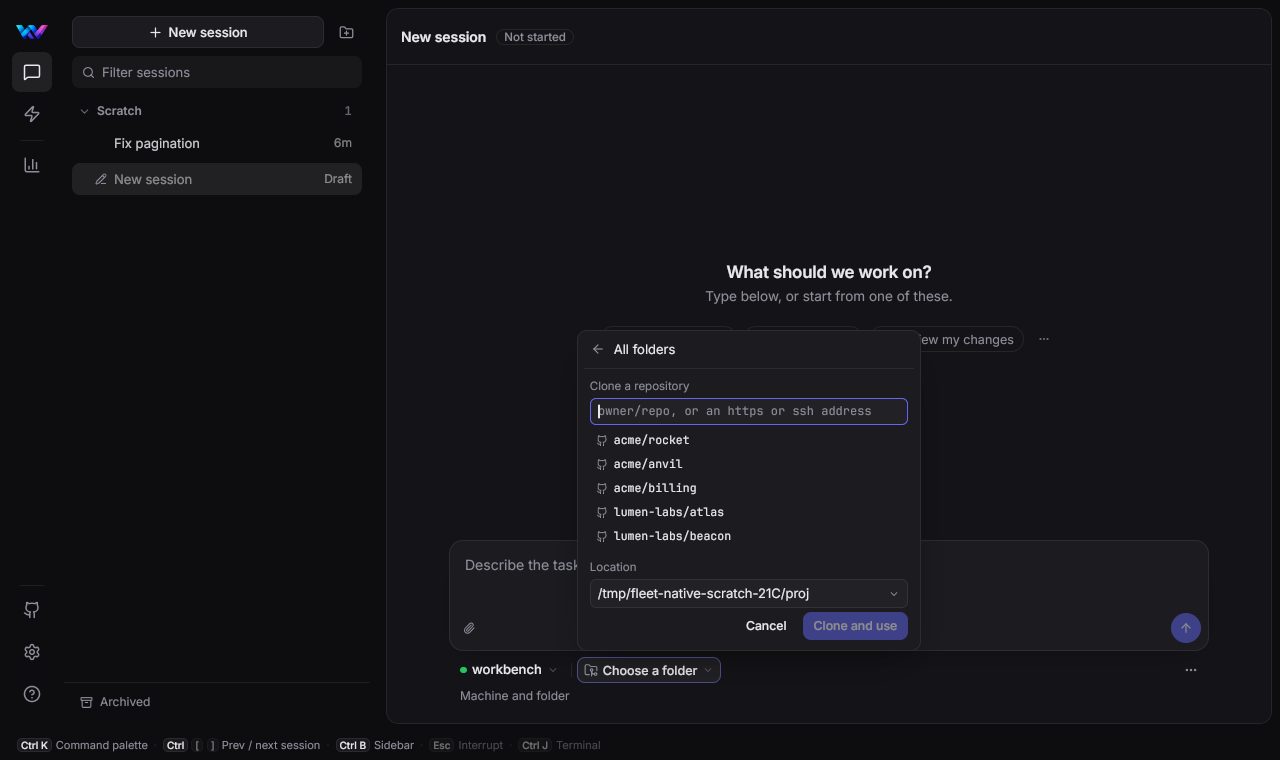 New session
Filter sessions
Scratch 1
Fix pagination 6m
New session Draft
Archived
New session Not started
What should we work on?
Type below, or start from one of these.
ew my changes
All folders
Clone a repository
owner/repo, or an https or ssh address
acme/rocket
acme/anvil
acme/billing
lumen-labs/atlas
lumen-labs/beacon
Location
/tmp/fleet-native-scratch-21C/proj
Cancel Clone and use
Describe the task
workbench Choose a folder
Machine and folder
Ctrl K Command palette · Ctrl [ ] Prev / next session · Ctrl B Sidebar · Esc Interrupt · Ctrl J Terminal